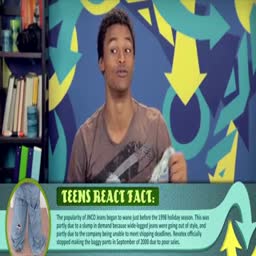 TEENS REACT FACT:
The popularity of JNCO Jeans began to wane just before the 1998 holiday season. This was
partly due to a slump in demand because wide-legged jeans were going out of style, and
partly due to the company being unable to meet shipping deadlines. Revatex officially
stopped making the baggy pants in September of 2000 due to poor sales.